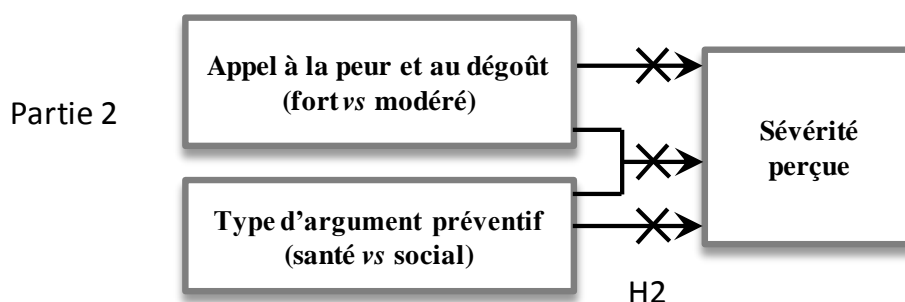 Partie 2
Appel à la peur et au dégoût
(fort vs modéré)
Type d'argument préventif
(santé vs social)
Sévérité
perçue
H2